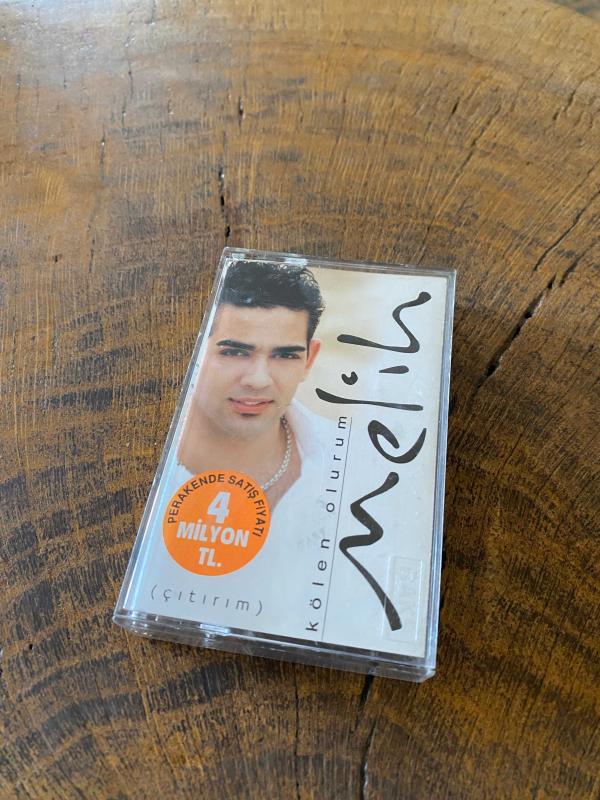 melih
kölen olurum
PERAKENDE SATIŞ FİYATI
4
MİLYON
TL.
(çıtırım)